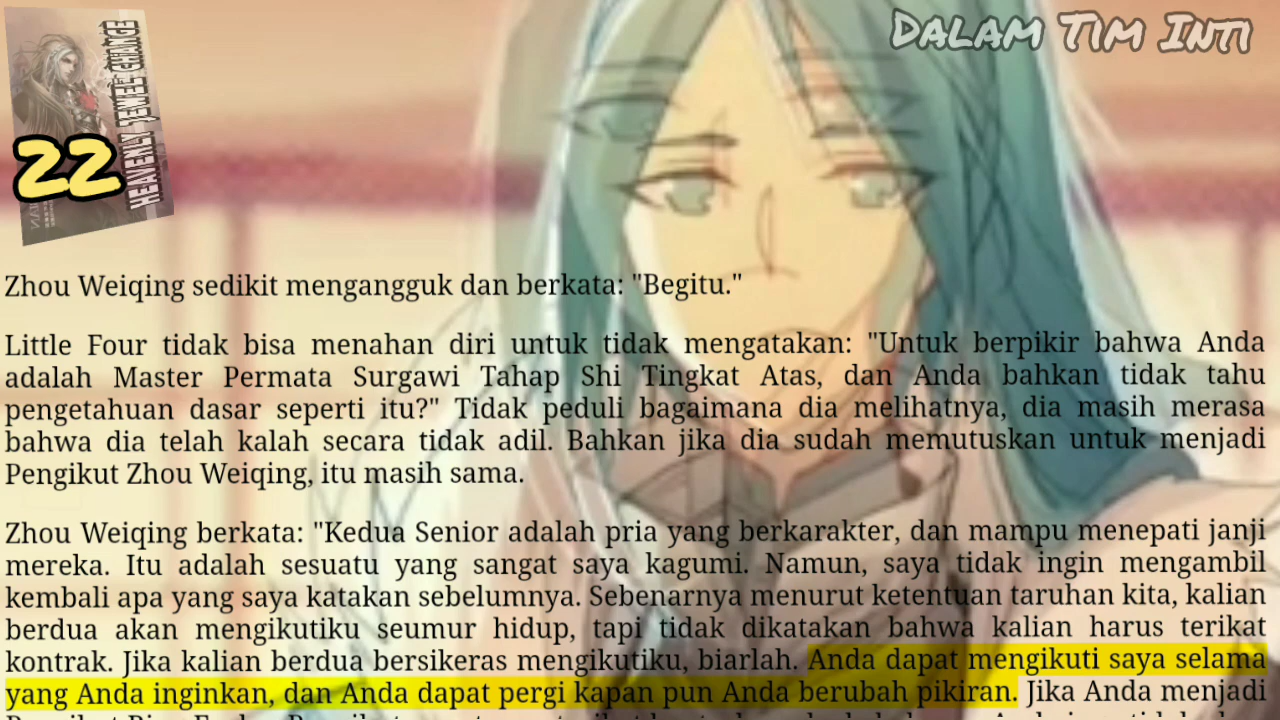 DALAM TIM INTI
HEAVENLY JEWEL CHANGE
22
Zhou Weiqing sedikit mengangguk dan berkata: "Begitu."
Little Four tidak bisa menahan diri untuk tidak mengatakan: "Untuk berpikir bahwa Anda
adalah Master Permata Surgawi Tahap Shi Tingkat Atas, dan Anda bahkan tidak tahu
pengetahuan dasar seperti itu?" Tidak peduli bagaimana dia melihatnya, dia masih merasa
bahwa dia telah kalah secara tidak adil. Bahkan jika dia sudah memutuskan untuk menjadi
Pengikut Zhou Weiqing, itu masih sama.
Zhou Weiqing berkata: "Kedua Senior adalah pria yang berkarakter, dan mampu menepati janji
mereka. Itu adalah sesuatu yang sangat saya kagumi. Namun, saya tidak ingin mengambil
kembali apa yang saya katakan sebelumnya. Sebenarnya menurut ketentuan taruhan kita, kalian
berdua akan mengikutiku seumur hidup, tapi tidak dikatakan bahwa kalian harus terikat
kontrak. Jika kalian berdua bersikeras mengikutiku, biarlah. Anda dapat mengikuti saya selama
yang Anda inginkan, dan Anda dapat pergi kapan pun Anda berubah pikiran. Jika Anda menjadi